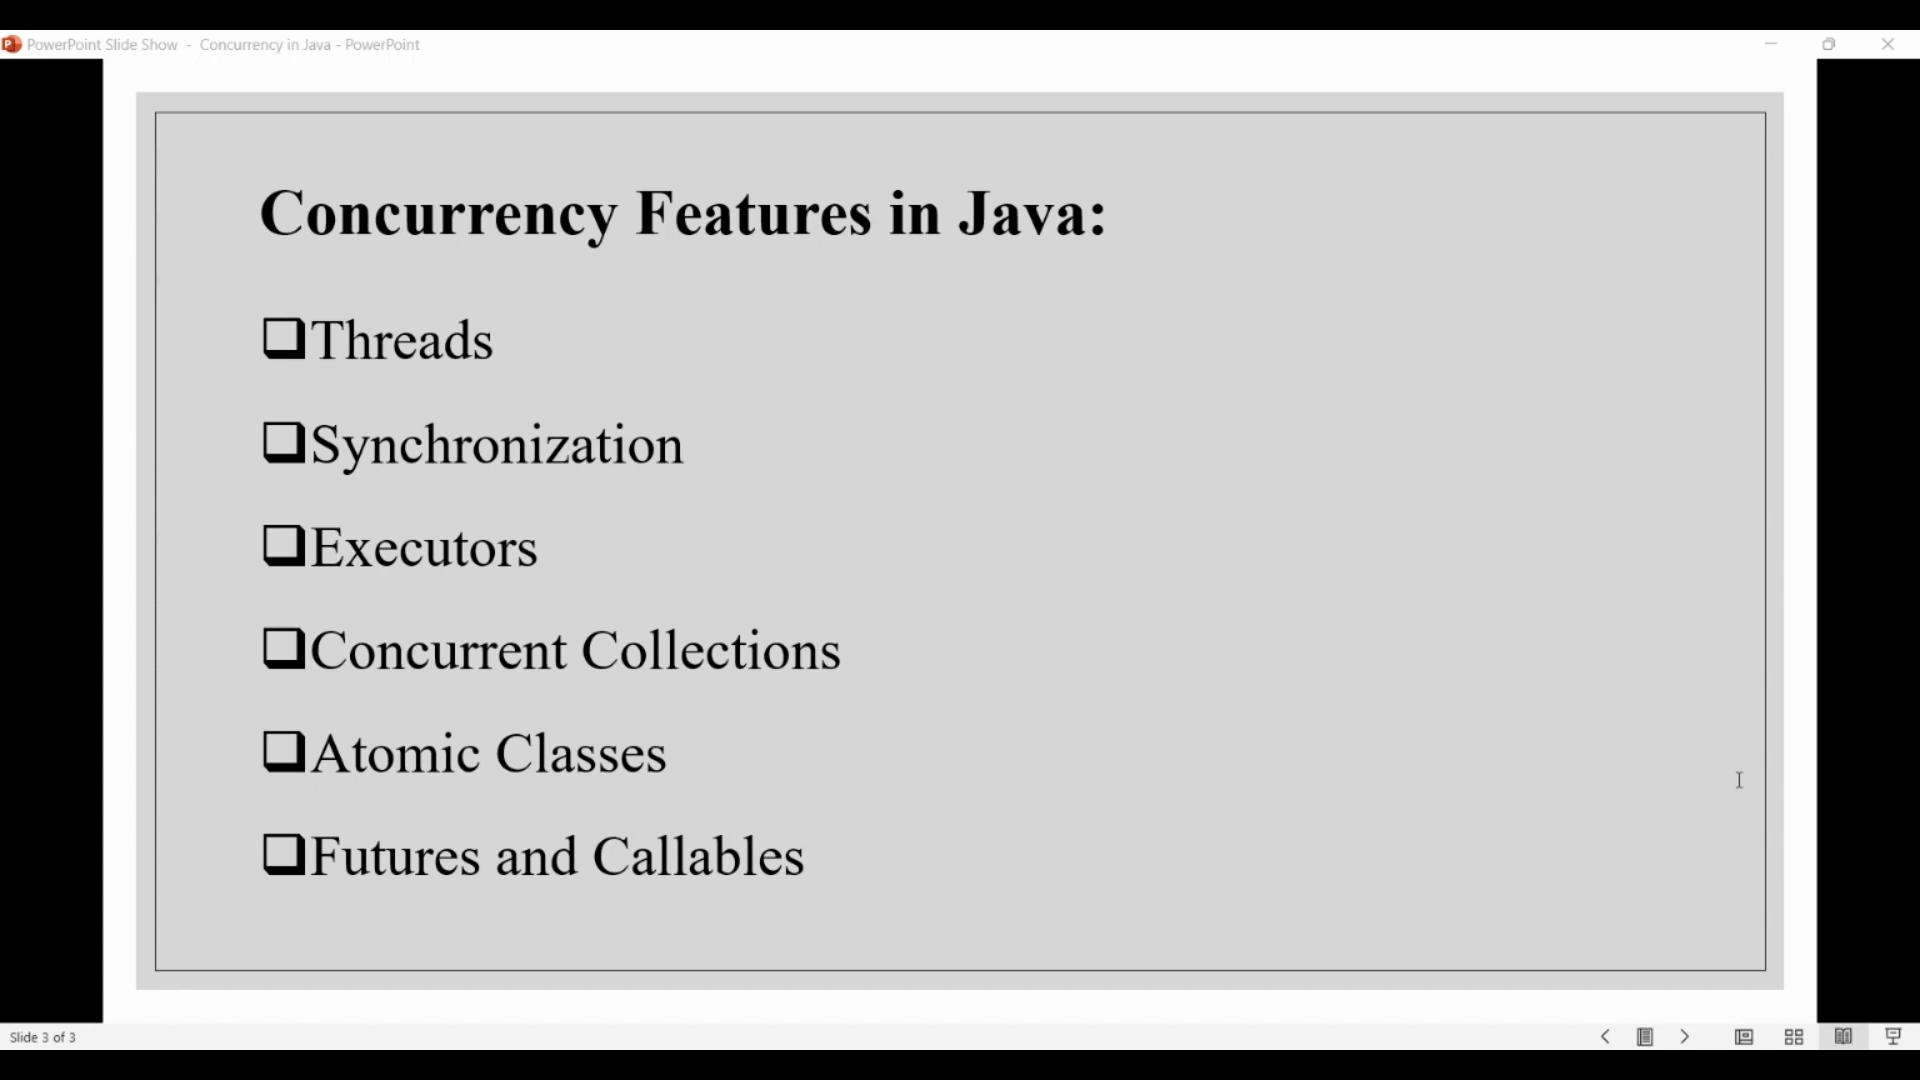 PowerPoint Slide Show - Concurrency in Java - PowerPoint
Concurrency Features in Java:
Threads
Synchronization
Executors
Concurrent Collections
Atomic Classes
Futures and Callables
Slide 3 of 3